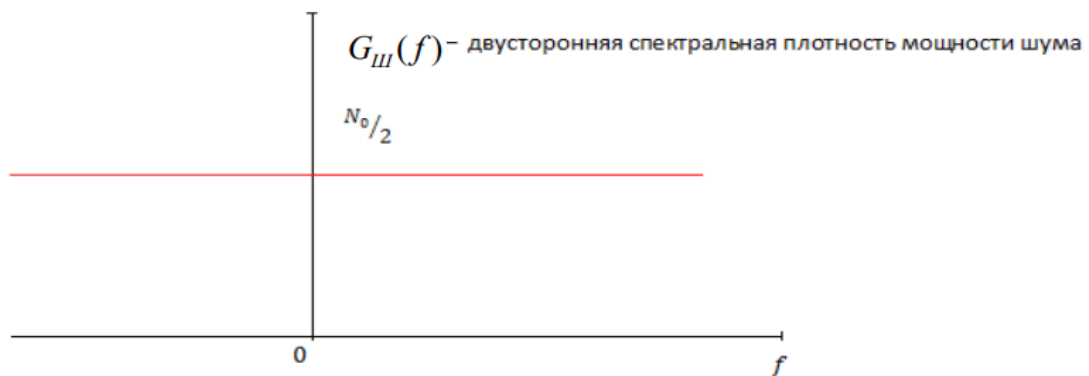 G_Ш(f) – двусторонняя спектральная плотность мощности шума
N₀/2
0
f